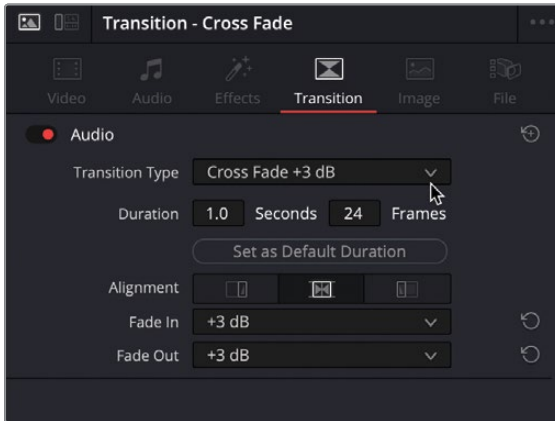 Transition - Cross Fade
Video Audio Effects Transition Image File
Audio
Transition Type Cross Fade +3 dB
Duration 1.0 Seconds 24 Frames
Set as Default Duration
Alignment
Fade In +3 dB
Fade Out +3 dB